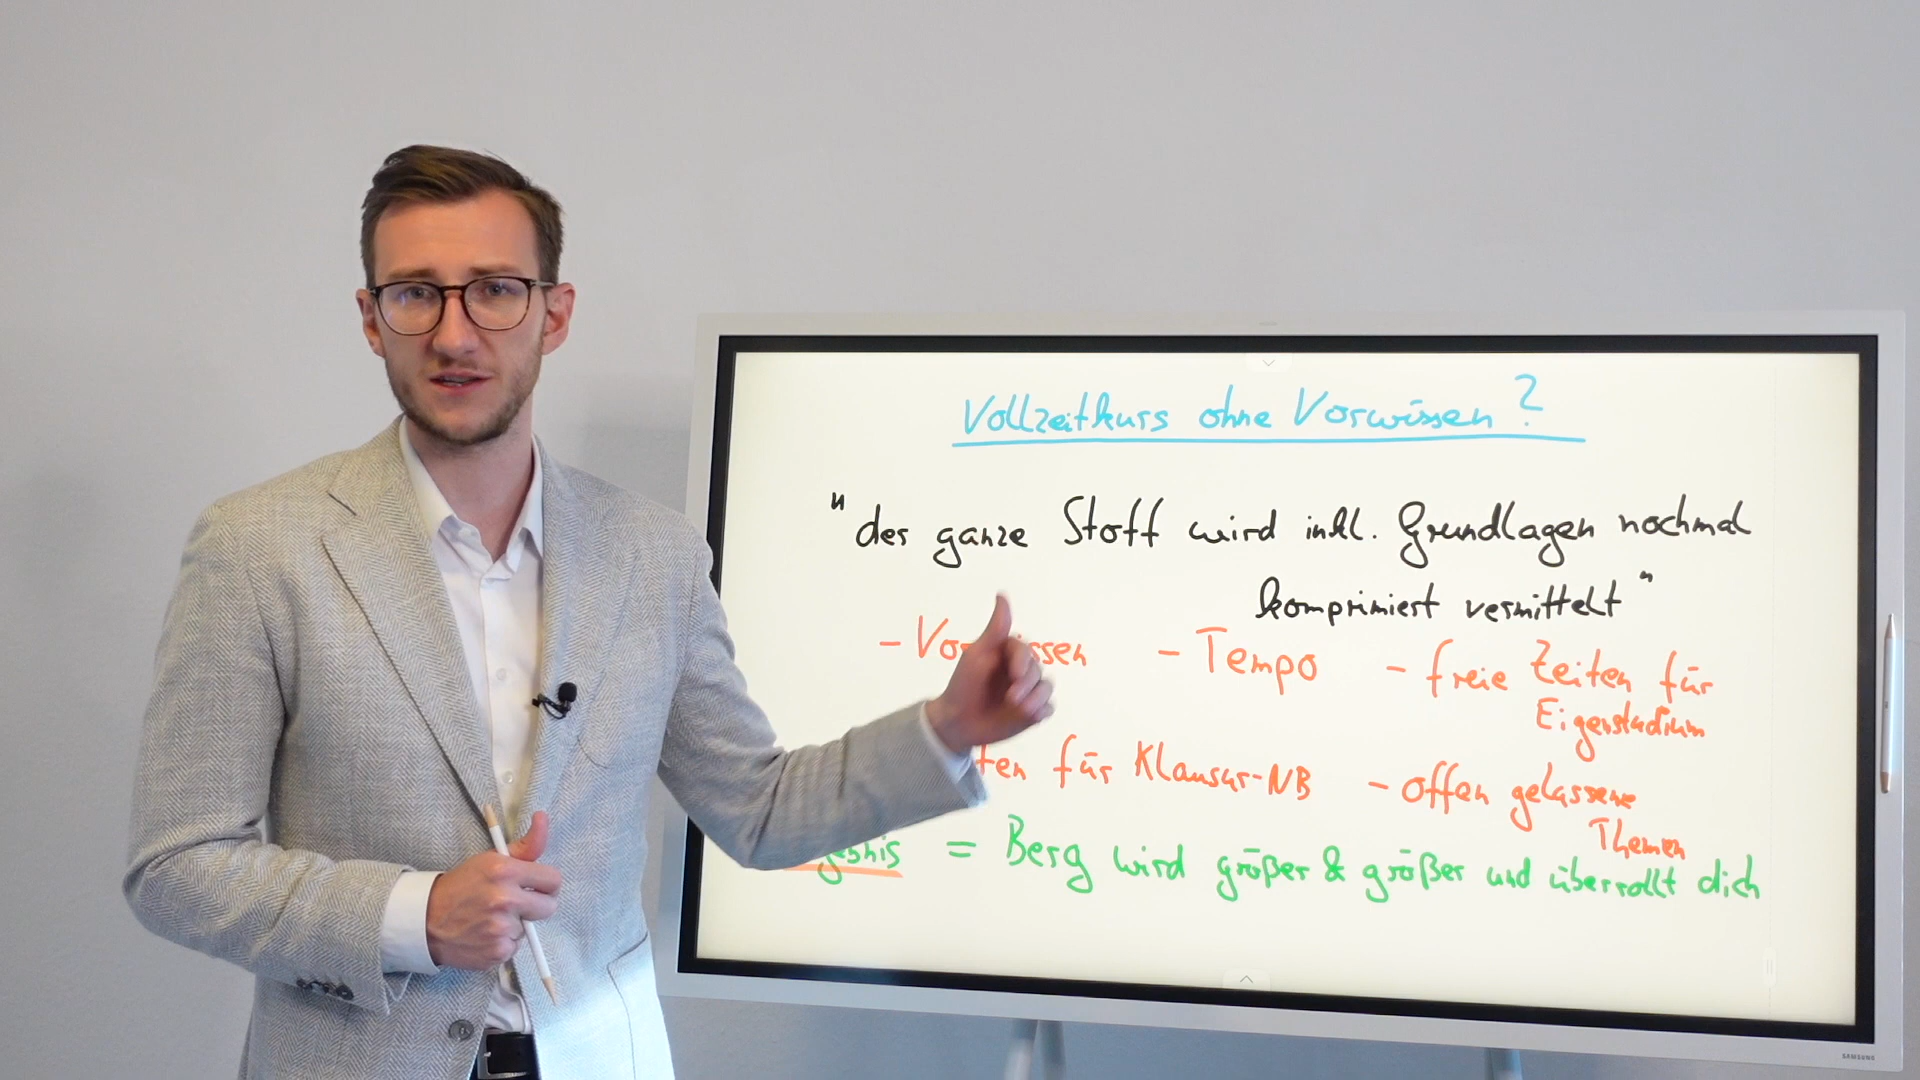 Vollzeitkurs ohne Vorwissen?
"der ganze Stoff wird inkl. Grundlagen nochmal
komprimiert vermittelt"
- Tempo - freie Zeiten für
Eigenstudium
für Klausur-NB - offen gelassene
Themen
= Berg wird größer & größer und überrollt dich
SAMSUNG